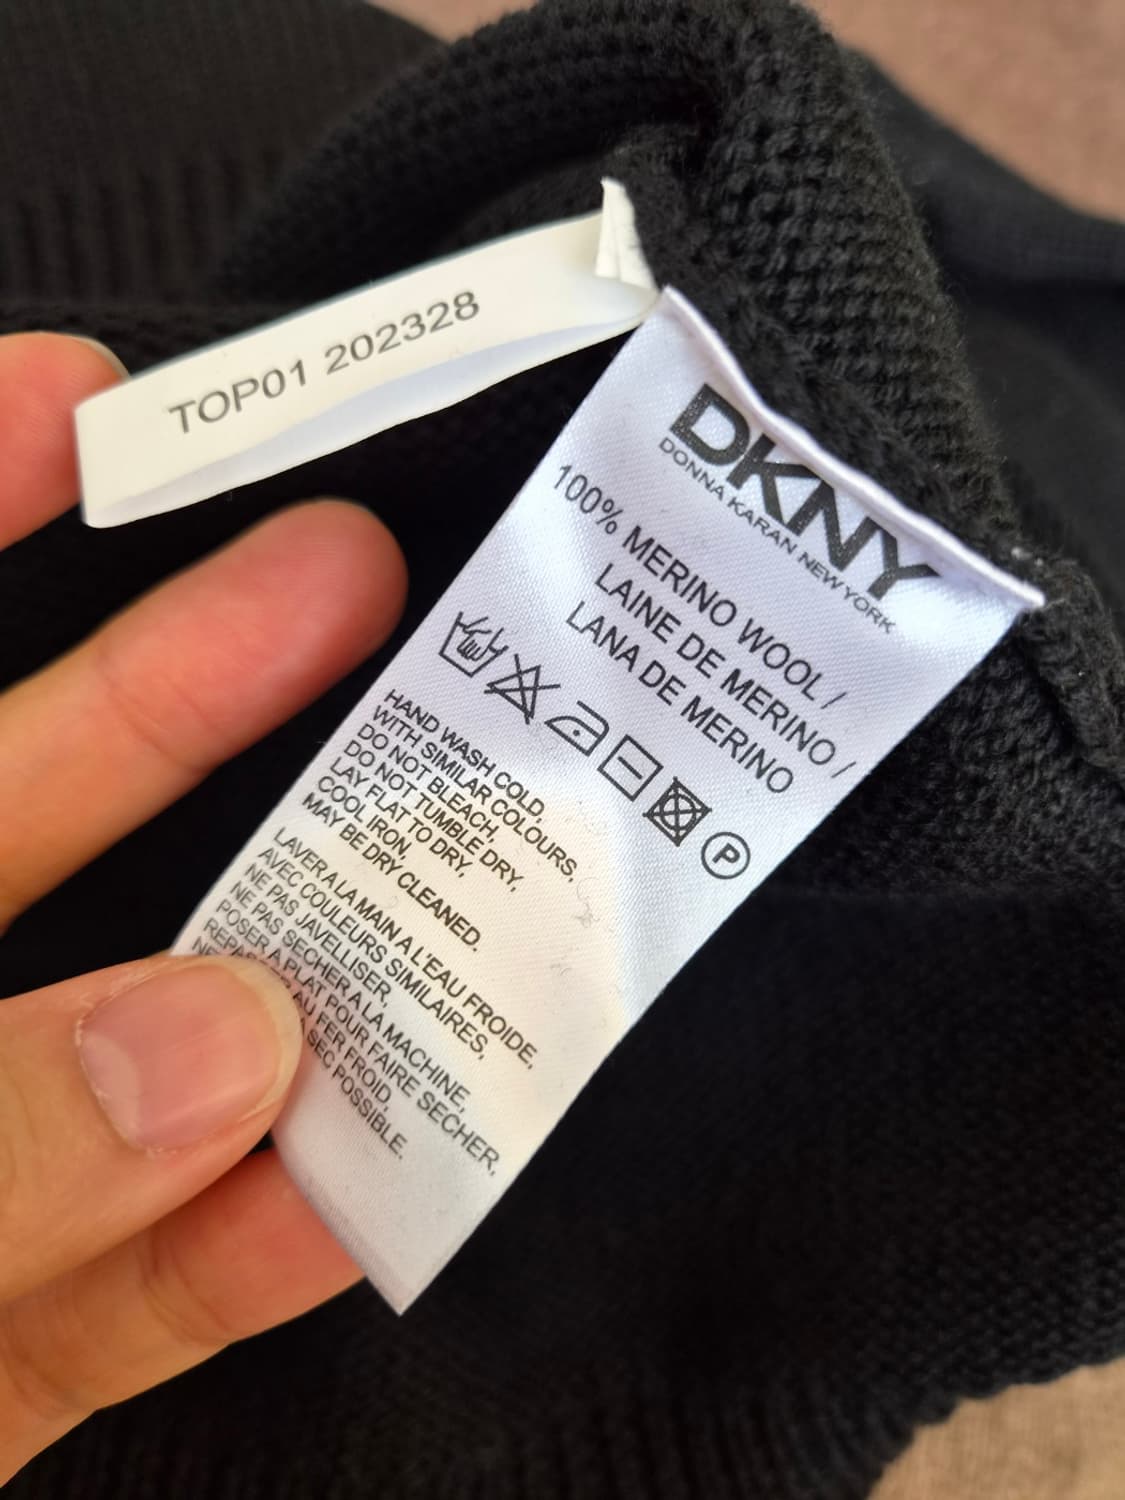 TOP01 202328
DKNY
DONNA KARAN NEW YORK
100% MERINO WOOL /
LAINE DE MERINO /
LANA DE MERINO
P
HAND WASH COLD,
WITH SIMILAR COLOURS,
DO NOT BLEACH,
DO NOT TUMBLE DRY,
LAY FLAT TO DRY,
COOL IRON,
MAY BE DRY CLEANED.
LAVER A LA MAIN A L'EAU FROIDE,
AVEC COULEURS SIMILAIRES,
NE PAS JAVELLISER,
NE PAS SECHER A LA MACHINE,
POSER A PLAT POUR FAIRE SECHER,
AU FER FROID,
SEC POSSIBLE.